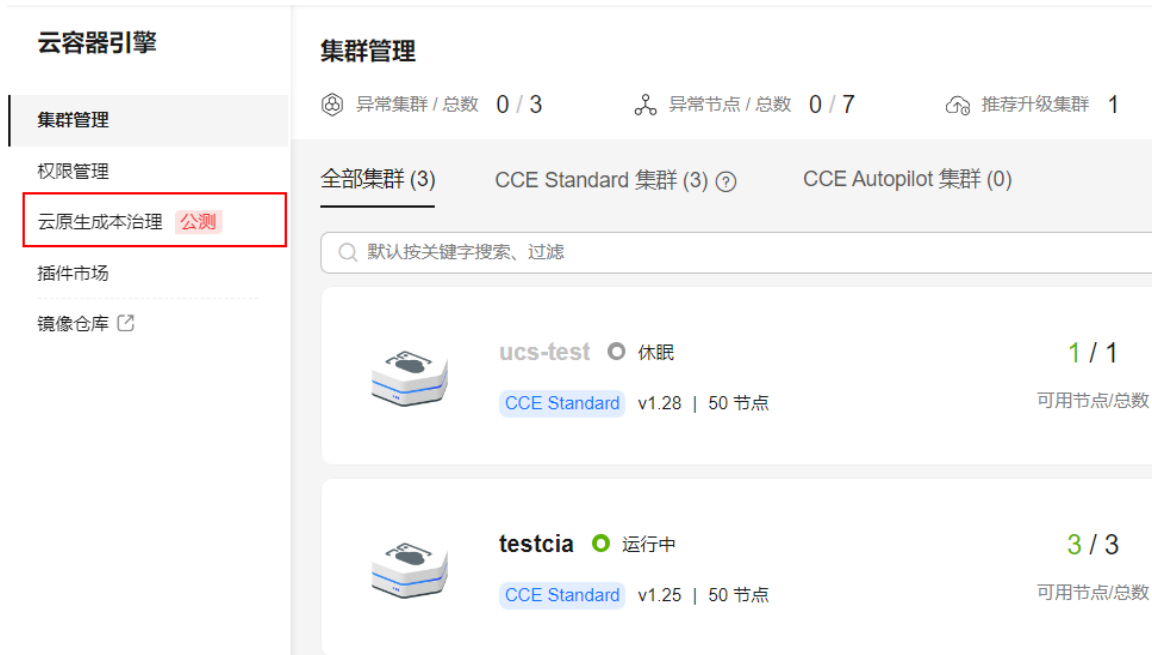 云容器引擎
集群管理
权限管理
云原生成本治理 公测
插件市场
镜像仓库
集群管理
异常集群 / 总数 0 / 3 异常节点 / 总数 0 / 7 推荐升级集群 1
全部集群 (3) CCE Standard 集群 (3) ? CCE Autopilot 集群 (0)
默认按关键字搜索、过滤
ucs-test 休眠 1 / 1
CCE Standard v1.28 | 50 节点 可用节点/总数
testcia 运行中 3 / 3
CCE Standard v1.25 | 50 节点 可用节点/总数